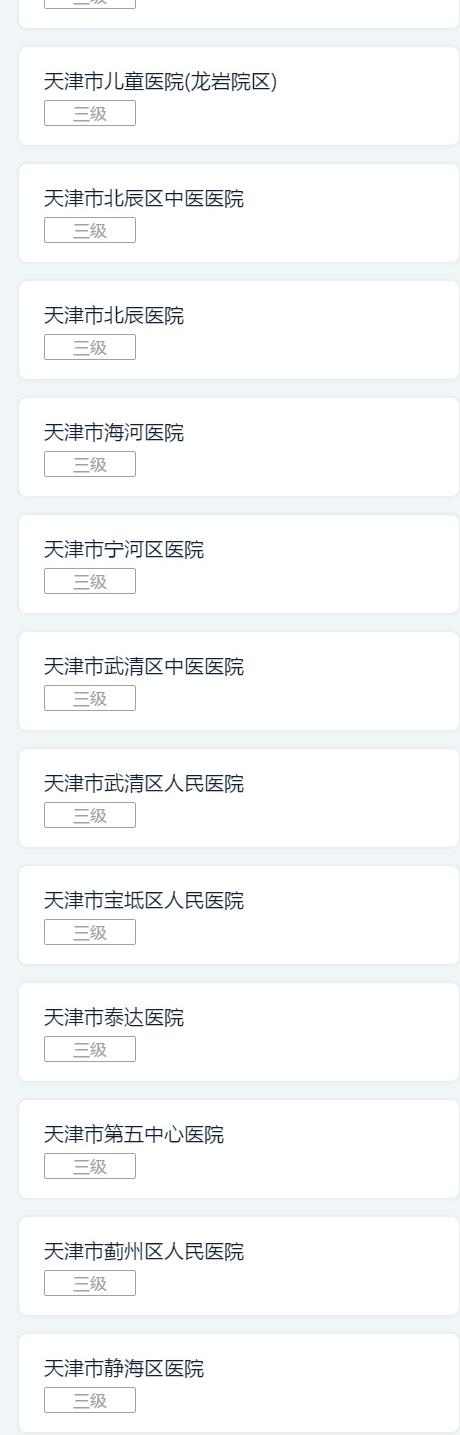 三级
天津市儿童医院(龙岩院区)
三级
天津市北辰区中医医院
三级
天津市北辰医院
三级
天津市海河医院
三级
天津市宁河区医院
三级
天津市武清区中医医院
三级
天津市武清区人民医院
三级
天津市宝坻区人民医院
三级
天津市泰达医院
三级
天津市第五中心医院
三级
天津市蓟州区人民医院
三级
天津市静海区医院
三级